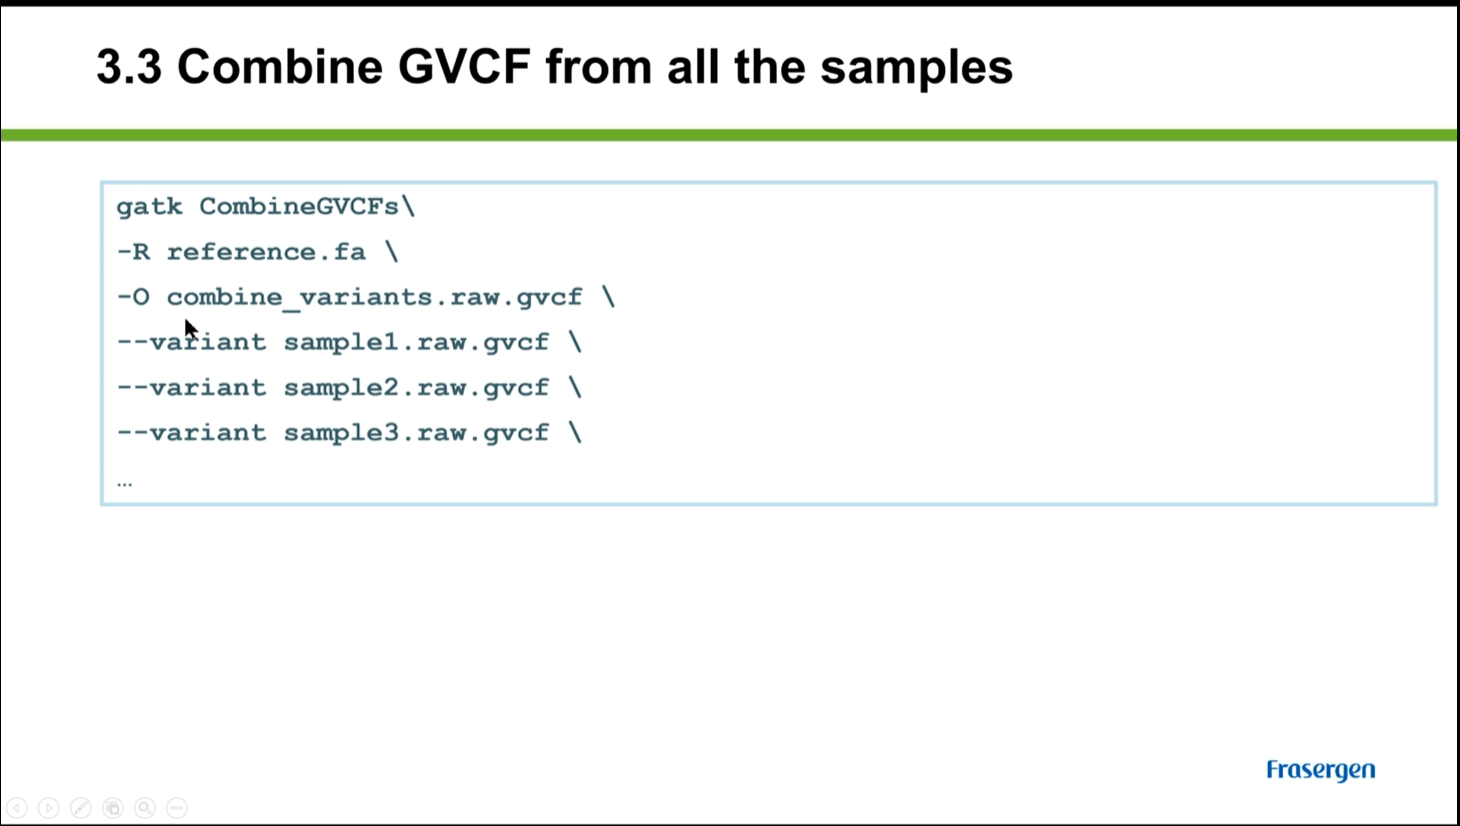 3.3 Combine GVCF from all the samples
gatk CombineGVCFs\
-R reference.fa \
-O combine_variants.raw.gvcf \
--variant sample1.raw.gvcf \
--variant sample2.raw.gvcf \
--variant sample3.raw.gvcf \
…
Frasergen